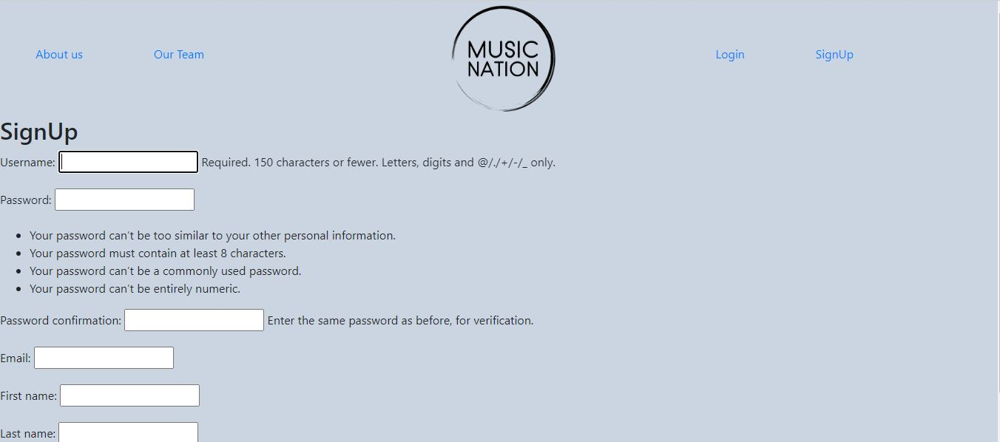 About us
Our Team
MUSIC
NATION
Login
SignUp
SignUp
Username: Required. 150 characters or fewer. Letters, digits and @/./+/-/_ only.
Password:
Your password can't be too similar to your other personal information.
Your password must contain at least 8 characters.
Your password can't be a commonly used password.
Your password can't be entirely numeric.
Password confirmation: Enter the same password as before, for verification.
Email:
First name:
Last name: